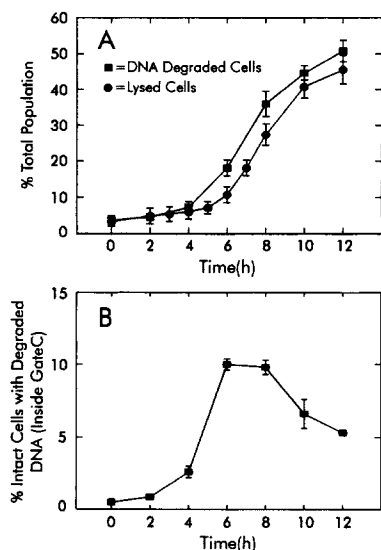 A
■ = DNA Degraded Cells
● = Lysed Cells
% Total Population
60
50
40
30
20
10
0
0 2 4 6 8 10 12
Time(h)
B
% Intact Cells with Degraded
DNA (Inside GateC)
15
10
5
0
0 2 4 6 8 10 12
Time(h)